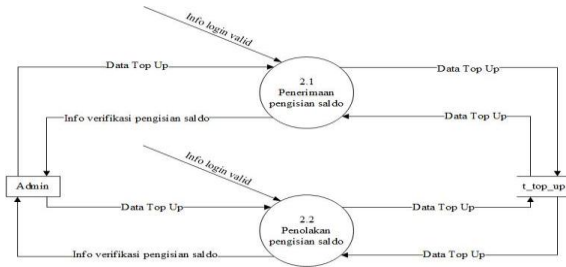 Info login valid
Data Top Up
2.1
Penerimaan
pengisian saldo
Data Top Up
Info verifikasi pengisian saldo
Data Top Up
Info login valid
Admin
t_top_up
2.2
Penolakan
pengisian saldo
Data Top Up
Data Top Up
Info verifikasi pengisian saldo
Data Top Up